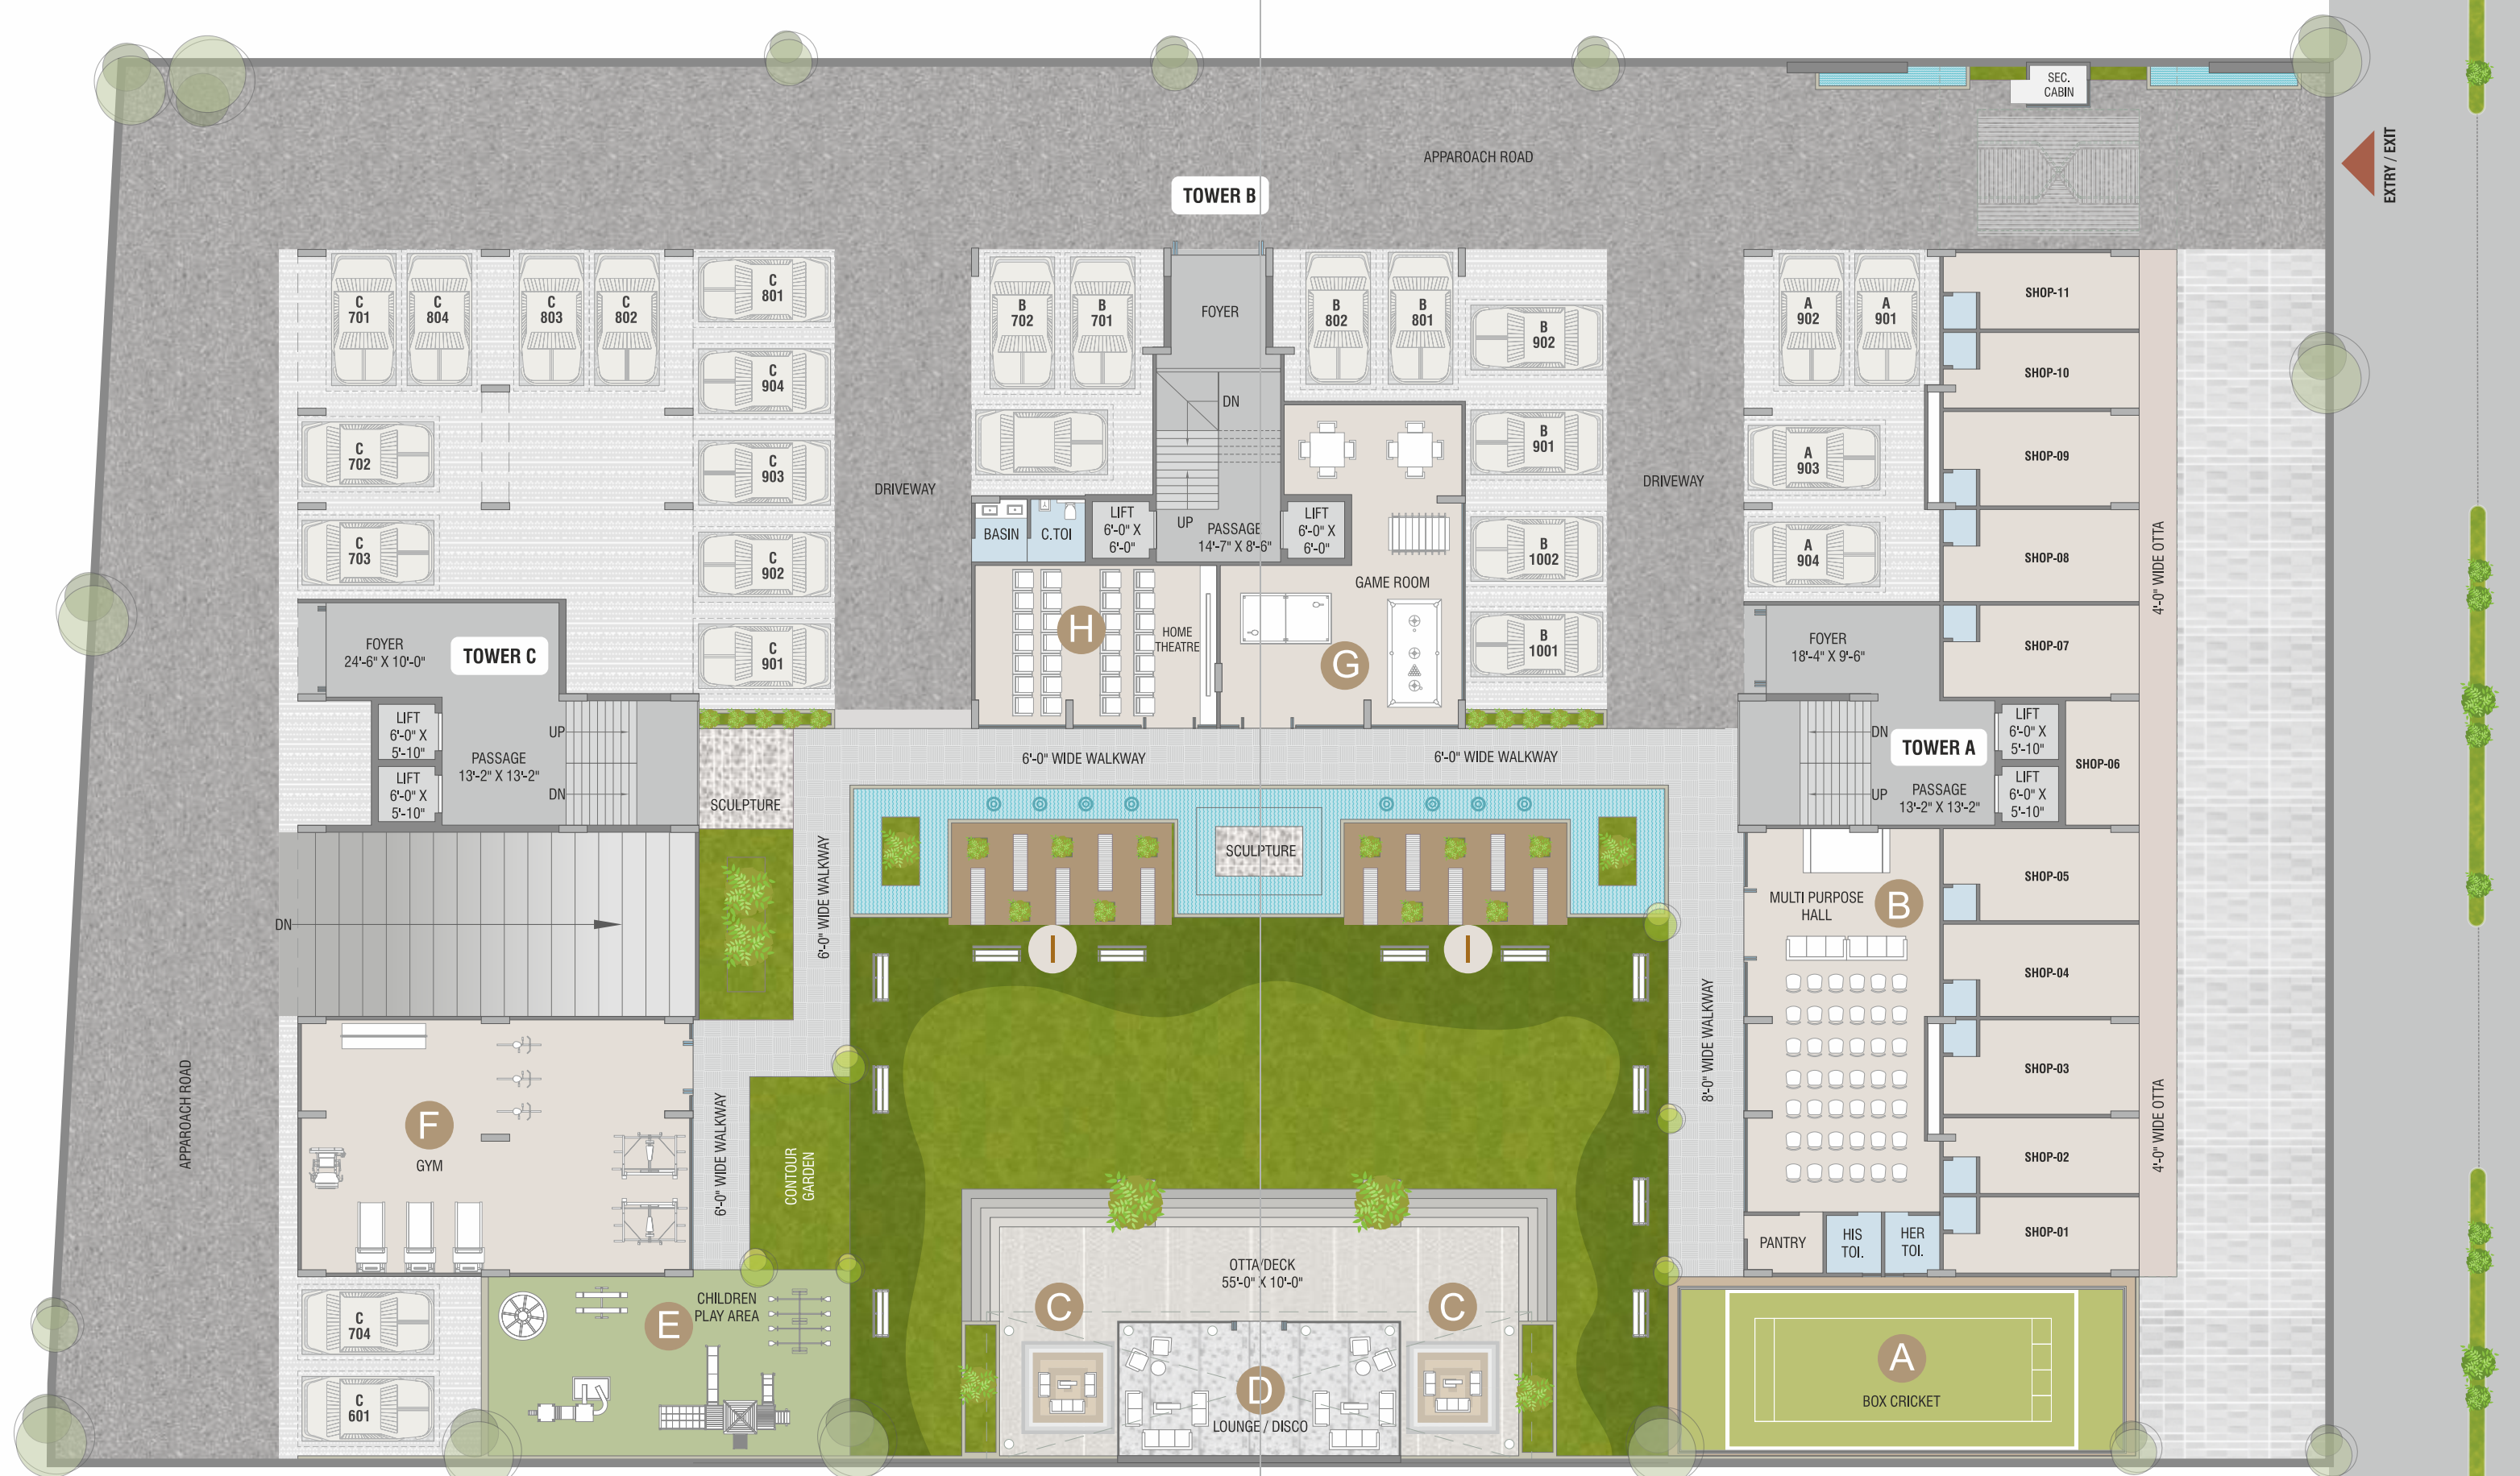 SEC.
CABIN
EXTRY / EXIT
APPAROACH ROAD
TOWER B
C
701
C
804
C
803
C
802
C
801
C
904
C
903
C
902
C
901
C
702
C
703
DRIVEWAY
B
702
B
701
FOYER
B
802
B
801
B
902
B
901
B
1002
B
1001
DN
UP
BASIN
C.TOI
LIFT
6'-0" X
6'-0"
PASSAGE
14'-7" X 8'-6"
LIFT
6'-0" X
6'-0"
GAME ROOM
G
H
HOME
THEATRE
DRIVEWAY
A
902
A
901
A
903
A
904
SHOP-11
SHOP-10
SHOP-09
SHOP-08
SHOP-07
SHOP-06
SHOP-05
SHOP-04
SHOP-03
SHOP-02
SHOP-01
4'-0" WIDE OTTA
4'-0" WIDE OTTA
FOYER
18'-4" X 9'-6"
DN
UP
TOWER A
PASSAGE
13'-2" X 13'-2"
LIFT
6'-0" X
5'-10"
LIFT
6'-0" X
5'-10"
FOYER
24'-6" X 10'-0"
TOWER C
LIFT
6'-0" X
5'-10"
LIFT
6'-0" X
5'-10"
PASSAGE
13'-2" X 13'-2"
UP
DN
SCULPTURE
6'-0" WIDE WALKWAY
6'-0" WIDE WALKWAY
6'-0" WIDE WALKWAY
SCULPTURE
I
I
MULTI PURPOSE
HALL
B
8'-0" WIDE WALKWAY
DN
APPAROACH ROAD
F
GYM
6'-0" WIDE WALKWAY
CONTOUR
GARDEN
PANTRY
HIS
TOI.
HER
TOI.
OTTA/DECK
55'-0" X 10'-0"
C
C
D
LOUNGE / DISCO
C
704
C
601
E
CHILDREN
PLAY AREA
A
BOX CRICKET